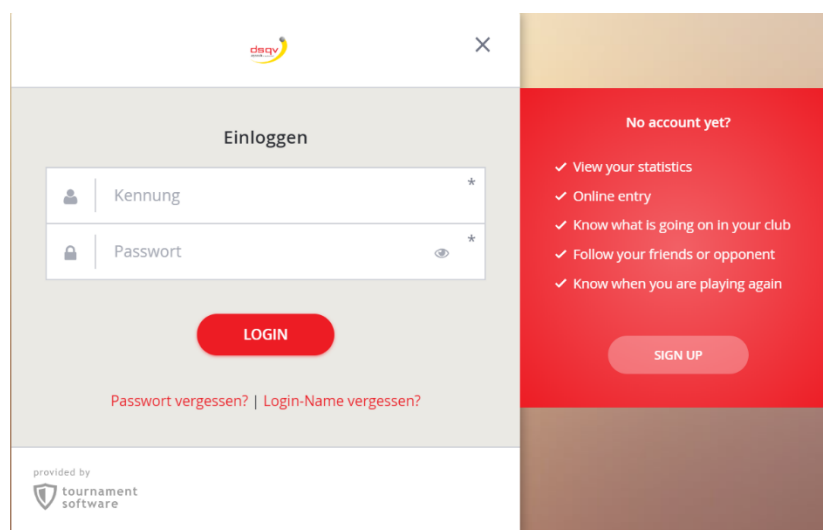 dsqv
Einloggen
Kennung
*
Passwort
*
LOGIN
Passwort vergessen? | Login-Name vergessen?
provided by
tournament
software
No account yet?
View your statistics
Online entry
Know what is going on in your club
Follow your friends or opponent
Know when you are playing again
SIGN UP